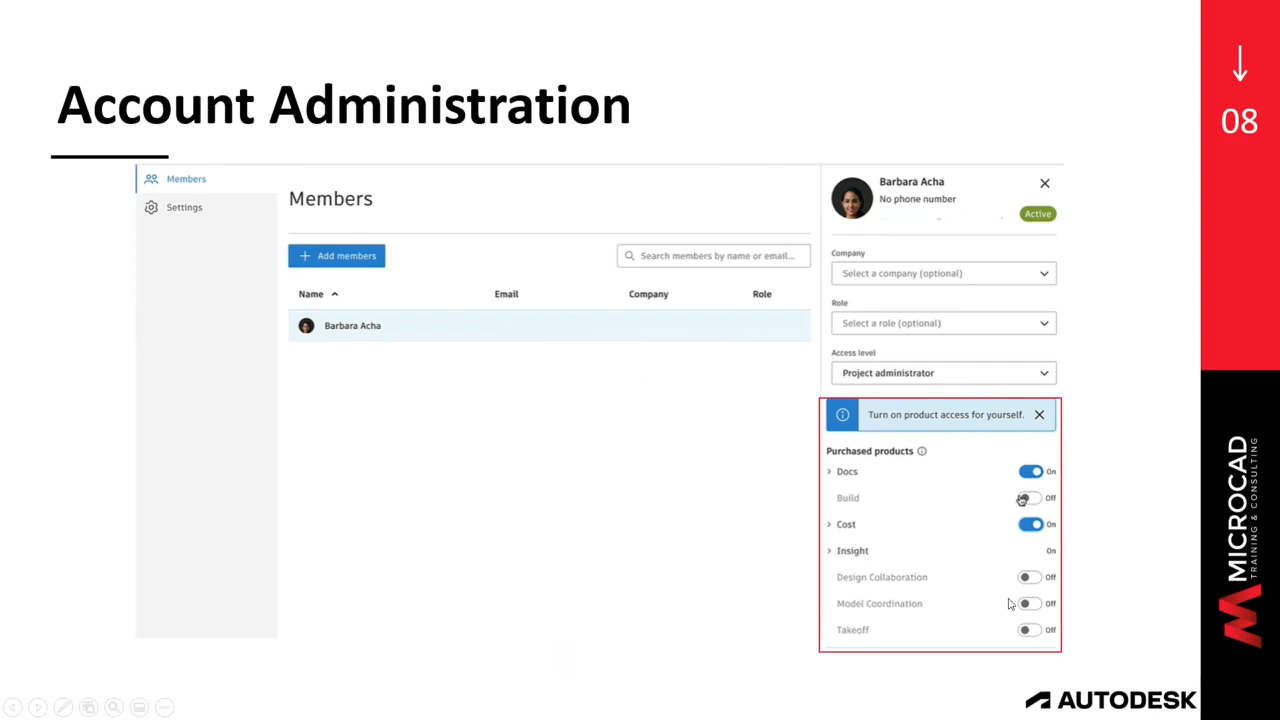 Account Administration
08
Members
Settings
Members
Add members
Search members by name or email...
Name
Email
Company
Role
Barbara Acha
Barbara Acha
No phone number
Active
Company
Select a company (optional)
Role
Select a role (optional)
Access level
Project administrator
Turn on product access for yourself.
Purchased products
Docs On
Build Off
Cost On
Insight On
Design Collaboration Off
Model Coordination Off
Takeoff Off
MICROCAD
TRAINING & CONSULTING
AUTODESK